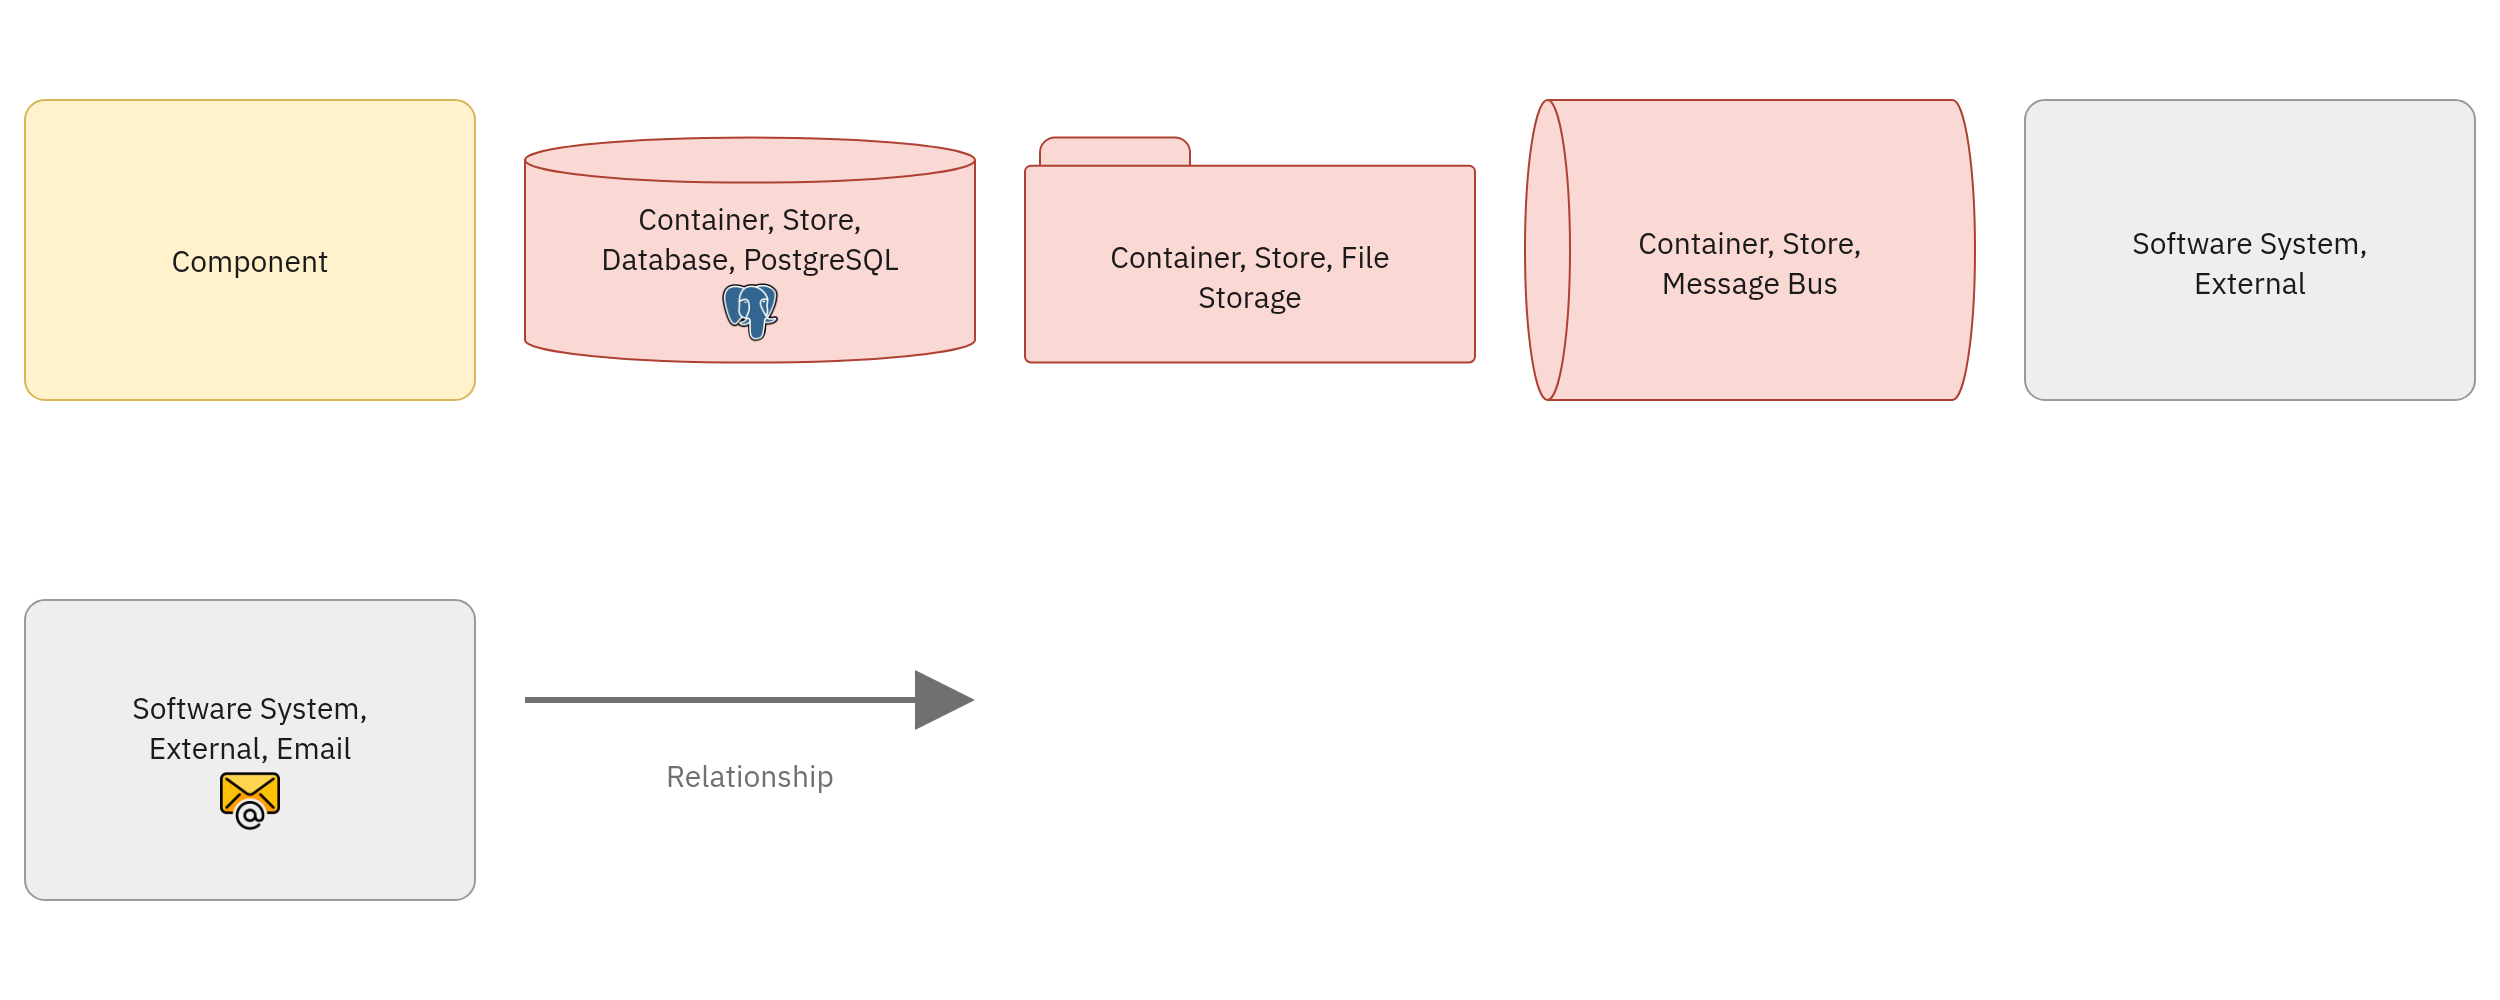 Component
Container, Store,
Database, PostgreSQL
Container, Store, File
Storage
Container, Store,
Message Bus
Software System,
External
Software System,
External, Email
@
Relationship